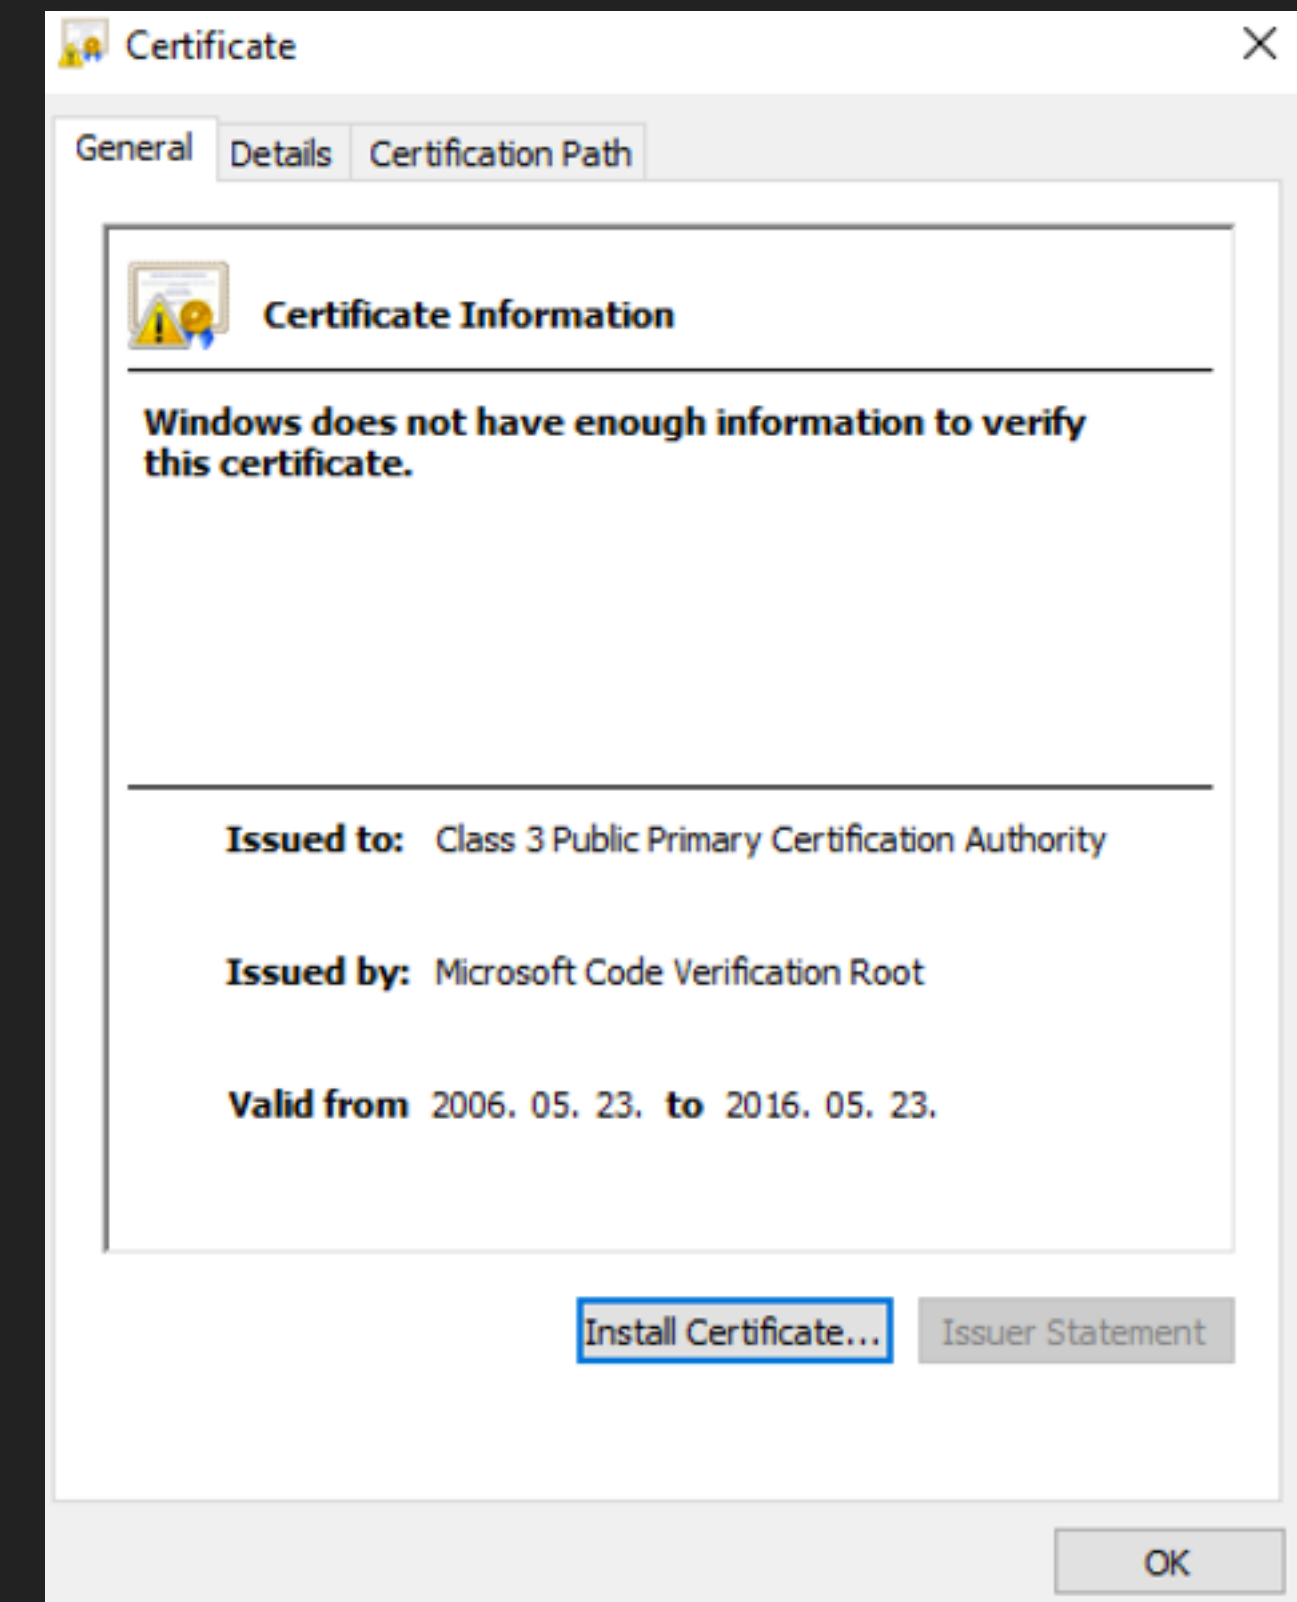 Certificate
General Details Certification Path
Certificate Information
Windows does not have enough information to verify
this certificate.
Issued to: Class 3 Public Primary Certification Authority
Issued by: Microsoft Code Verification Root
Valid from 2006. 05. 23. to 2016. 05. 23.
Install Certificate... Issuer Statement
OK